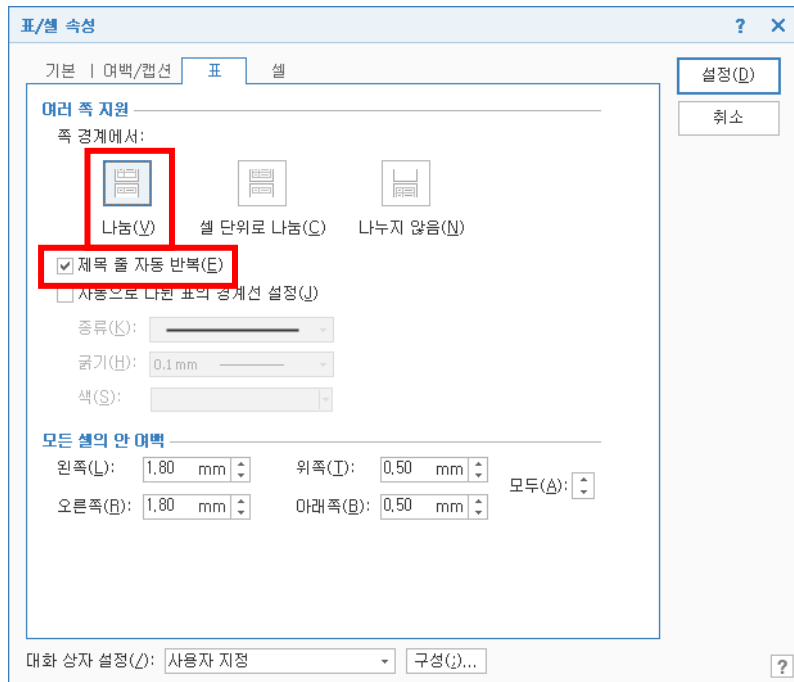 표/셀 속성 ? ×
기본 | 여백/캡션 표 셀
설정(D)
취소
여러 쪽 지원
쪽 경계에서:
나눔(V) 셀 단위로 나눔(C) 나누지 않음(N)
제목 줄 자동 반복(E)
자동으로 나뉜 표의 경계선 설정(J)
종류(K):
굵기(H): 0.1 mm
색(S):
모든 셀의 안 여백
왼쪽(L): 1.80 mm 위쪽(T): 0.50 mm 모두(A):
오른쪽(R): 1.80 mm 아래쪽(B): 0.50 mm
대화 상자 설정(/): 사용자 지정 구성(;)... ?